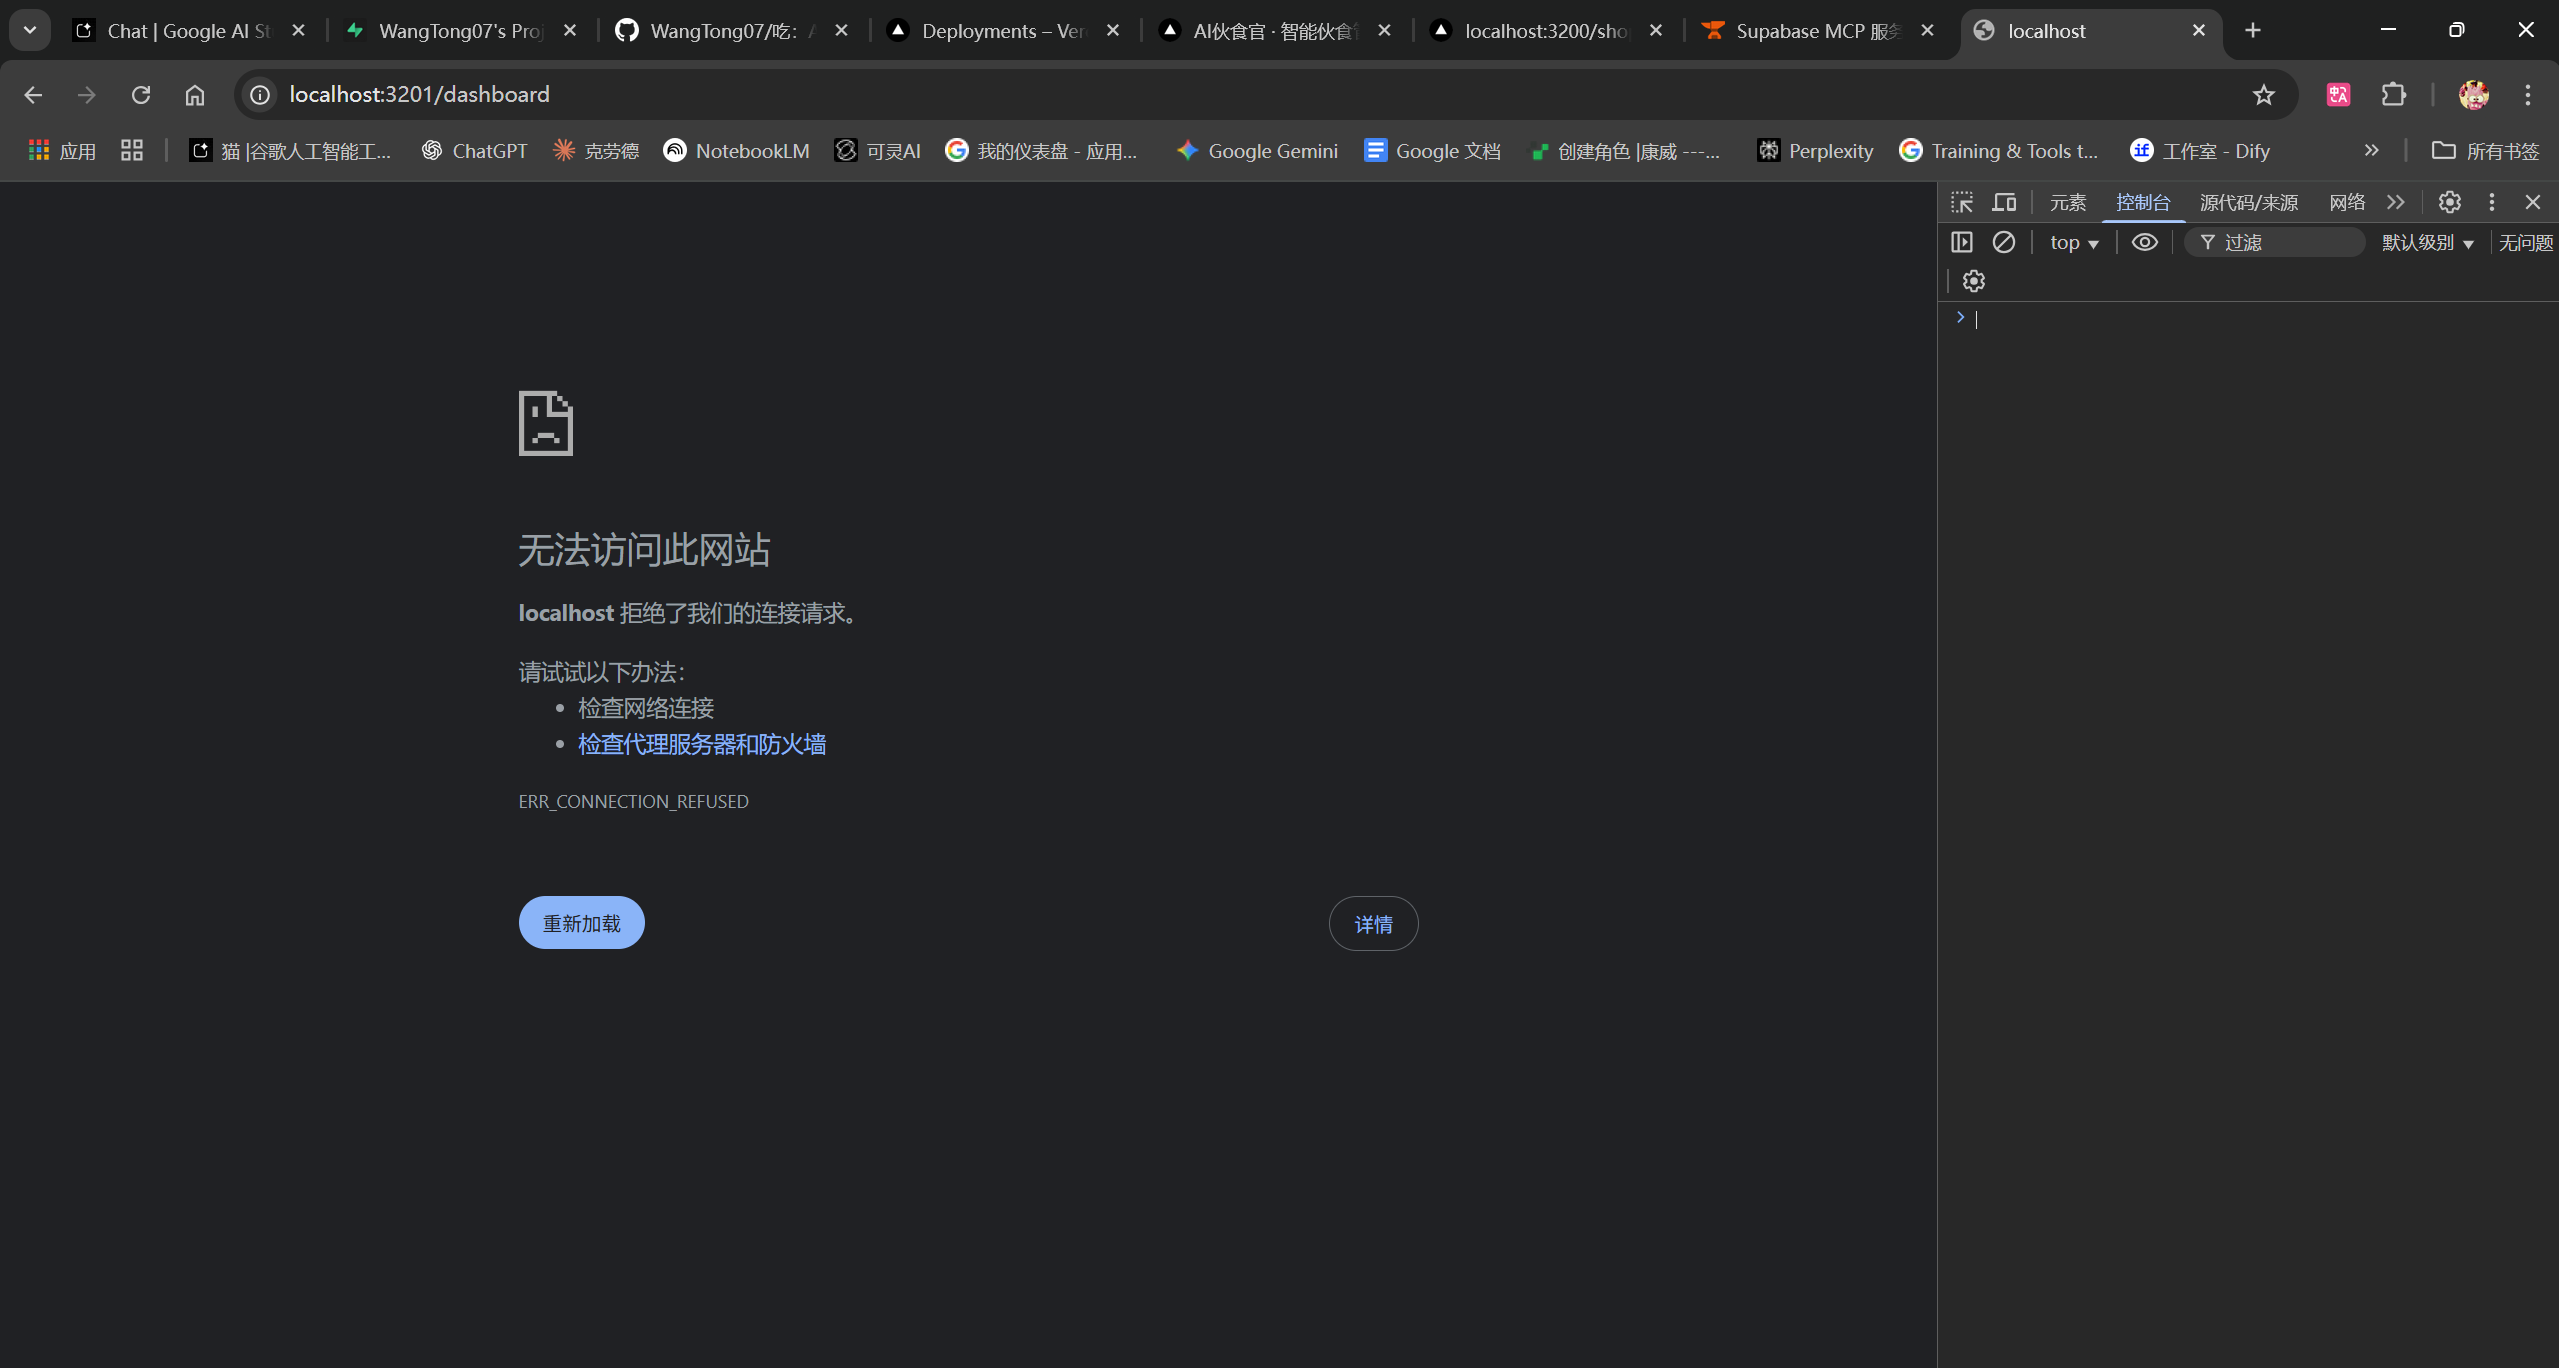 Chat | Google AI St
WangTong07's Proj
WangTong07/吃: A
Deployments – Ver
AI伙食官 · 智能伙食管
localhost:3200/sho
Supabase MCP 服务
localhost
localhost:3201/dashboard
应用
猫 |谷歌人工智能工...
ChatGPT
克劳德
NotebookLM
可灵AI
我的仪表盘 - 应用...
Google Gemini
Google 文档
创建角色 |康威 ---...
Perplexity
Training & Tools t...
工作室 - Dify
所有书签
元素
控制台
源代码/来源
网络
top
过滤
默认级别
无问题
无法访问此网站
localhost 拒绝了我们的连接请求。
请试试以下办法：
检查网络连接
检查代理服务器和防火墙
ERR_CONNECTION_REFUSED
重新加载
详情